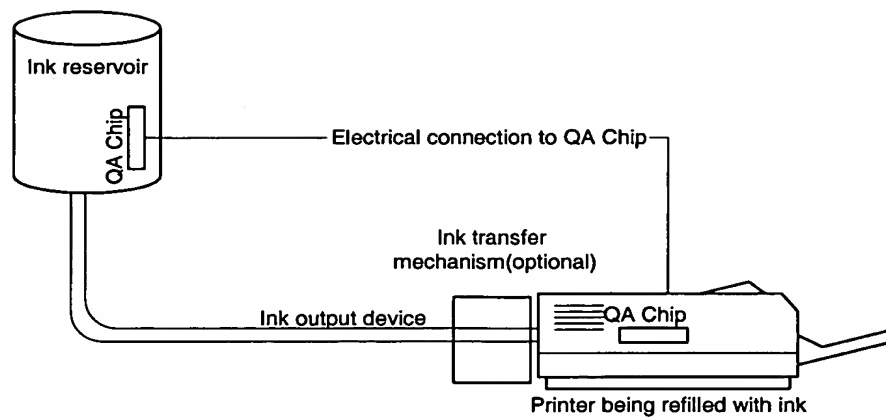 Ink reservoir
QA Chip
Electrical connection to QA Chip
Ink transfer
mechanism(optional)
Ink output device
QA Chip
Printer being refilled with ink